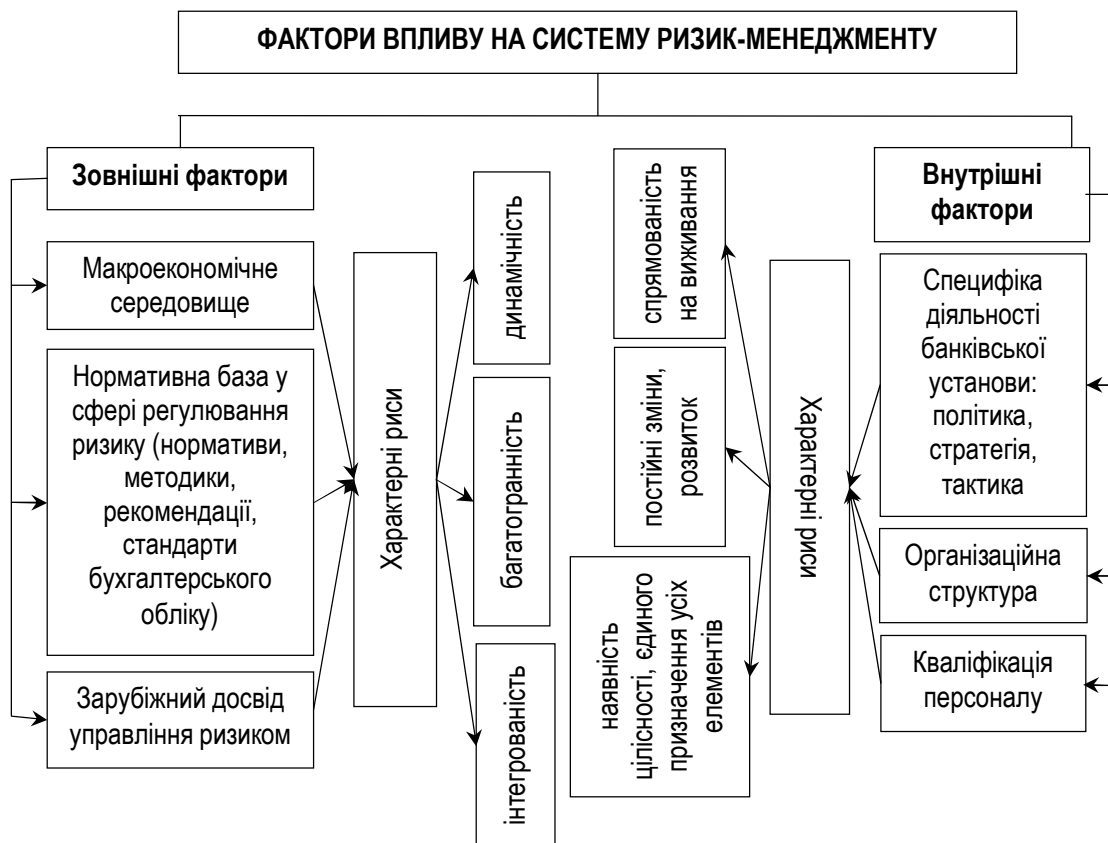 ФАКТОРИ ВПЛИВУ НА СИСТЕМУ РИЗИК-МЕНЕДЖМЕНТУ
Зовнішні фактори
Макроекономічне
середовище
Нормативна база у
сфері регулювання
ризику (нормативи,
методики,
рекомендації,
стандарти
бухгалтерського
обліку)
Зарубіжний досвід
управління ризиком
Характерні риси
динамічність
багатогранність
інтегрованість
спрямованість
на виживання
постійні зміни,
розвиток
наявність
цілісності, єдиного
призначення усіх
елементів
Характерні риси
Внутрішні
фактори
Специфіка
діяльності
банківської
установи:
політика,
стратегія,
тактика
Організаційна
структура
Кваліфікація
персоналу